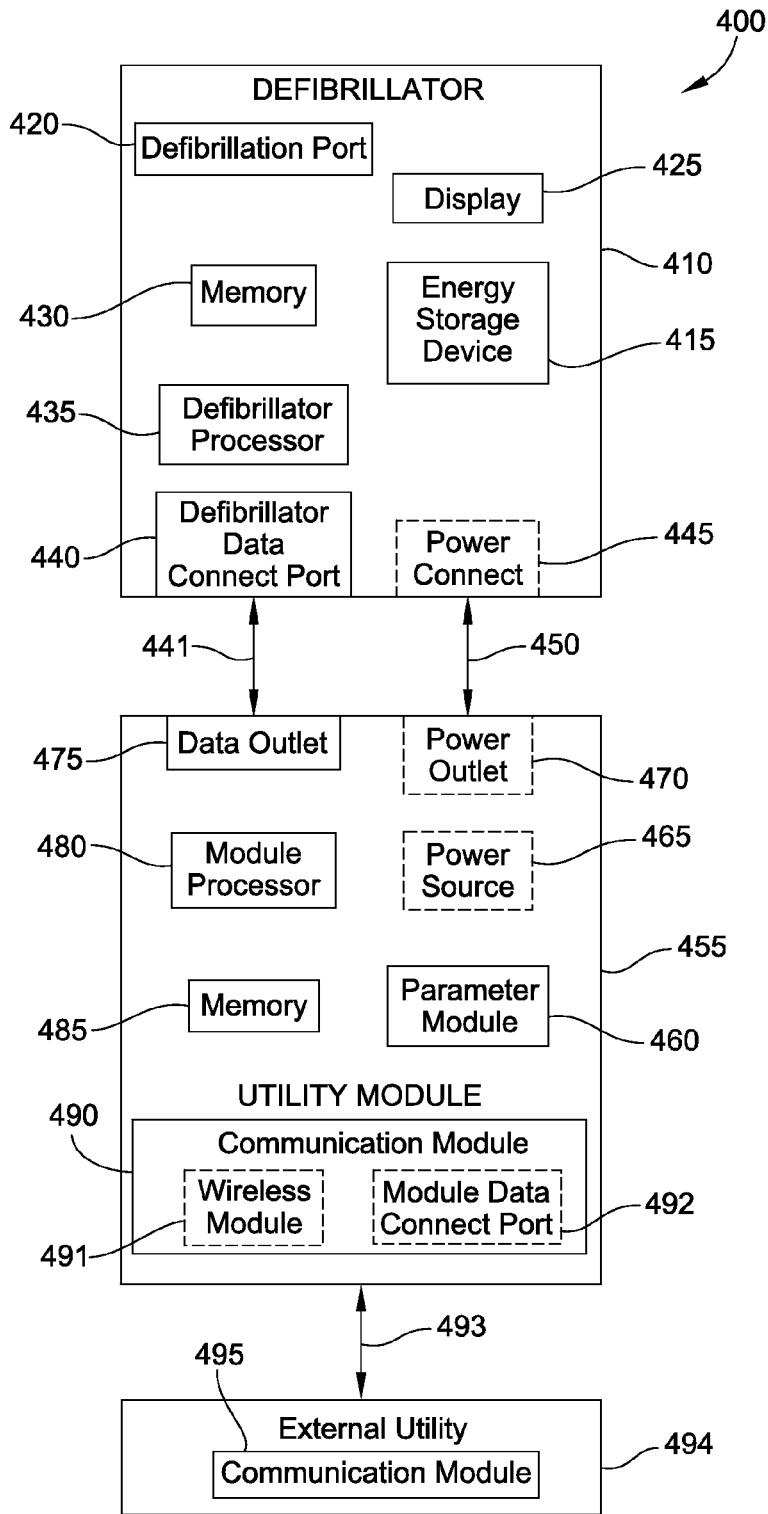 400
DEFIBRILLATOR
420
Defibrillation Port
425
Display
410
430
Memory
Energy
Storage
Device
415
435
Defibrillator
Processor
440
Defibrillator
Data
Connect Port
Power
Connect
445
441
450
475
Data Outlet
Power
Outlet
470
480
Module
Processor
Power
Source
465
455
485
Memory
Parameter
Module
460
UTILITY MODULE
490
Communication Module
Wireless
Module
491
Module Data
Connect Port
492
493
495
External Utility
494
Communication Module